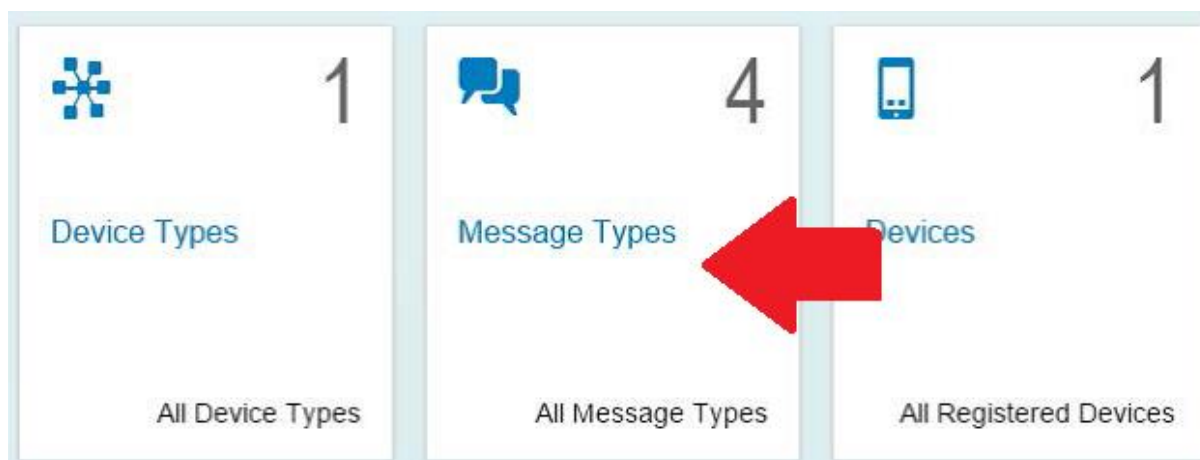 1
Device Types
All Device Types
4
Message Types
All Message Types
1
Devices
All Registered Devices